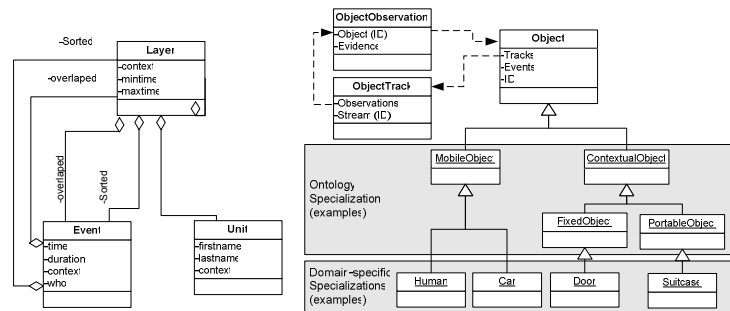 -Sorted
-overlaped
Layer
-context
-mintime
-maxtime
-overlaped
-Sorted
Event
-time
-duration
-context
-who
Unit
-firstname
-lastname
-context
ObjectObservation
-Object (ID)
-Evidence
ObjectTrack
-Observations
-Stream (ID)
Object
-Tracks
-Events
-ID
Ontology
Specialization
(examples)
MobileObject
ContextualObject
FixedObject
PortableObject
Domain-specific
Specializations
(examples)
Human
Car
Door
Suitcase